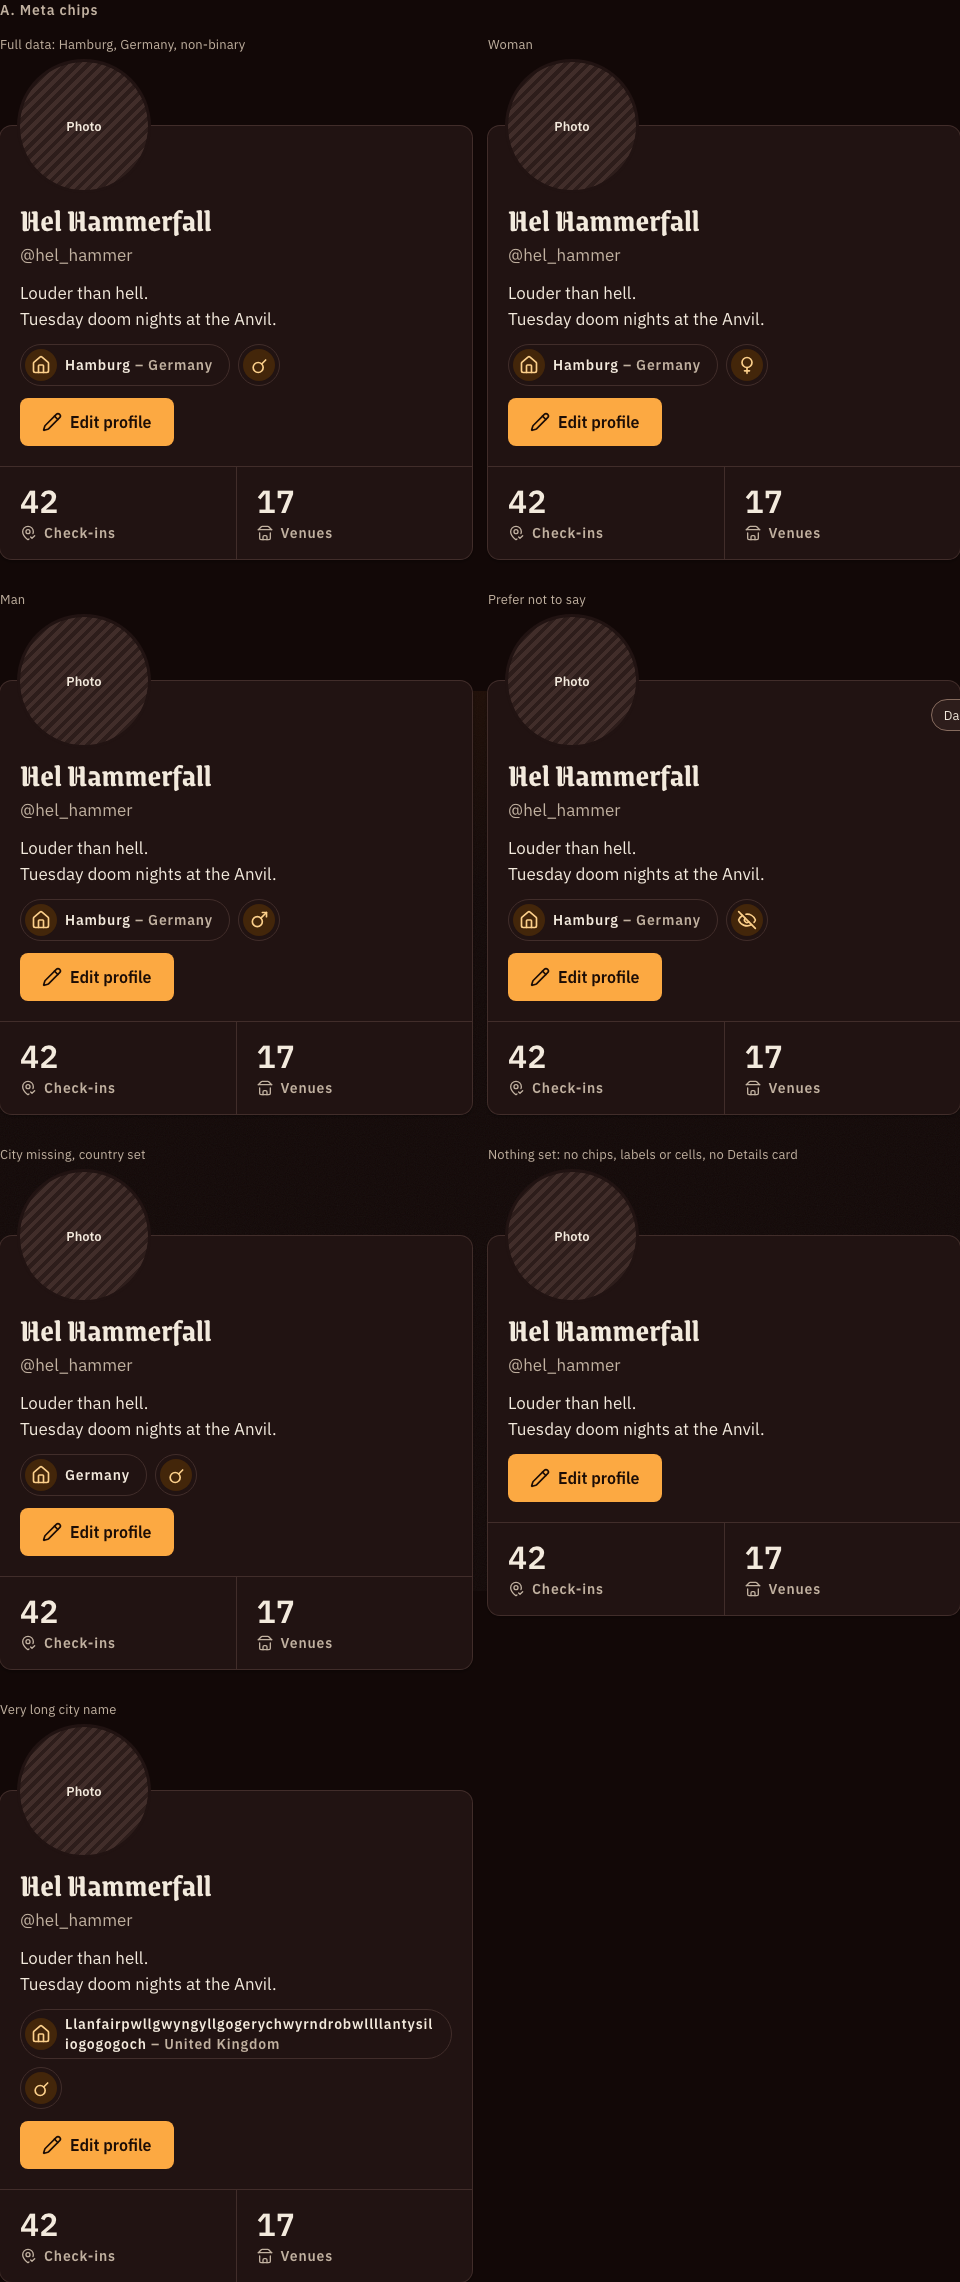 A. Meta chips
Full data: Hamburg, Germany, non-binary
Photo
Hel Hammerfall
@hel_hammer
Louder than hell.
Tuesday doom nights at the Anvil.
Hamburg – Germany
Edit profile
42
Check-ins
17
Venues
Woman
Photo
Hel Hammerfall
@hel_hammer
Louder than hell.
Tuesday doom nights at the Anvil.
Hamburg – Germany
Edit profile
42
Check-ins
17
Venues
Man
Photo
Hel Hammerfall
@hel_hammer
Louder than hell.
Tuesday doom nights at the Anvil.
Hamburg – Germany
Edit profile
42
Check-ins
17
Venues
Prefer not to say
Photo
Da
Hel Hammerfall
@hel_hammer
Louder than hell.
Tuesday doom nights at the Anvil.
Hamburg – Germany
Edit profile
42
Check-ins
17
Venues
City missing, country set
Photo
Hel Hammerfall
@hel_hammer
Louder than hell.
Tuesday doom nights at the Anvil.
Germany
Edit profile
42
Check-ins
17
Venues
Nothing set: no chips, labels or cells, no Details card
Photo
Hel Hammerfall
@hel_hammer
Louder than hell.
Tuesday doom nights at the Anvil.
Edit profile
42
Check-ins
17
Venues
Very long city name
Photo
Hel Hammerfall
@hel_hammer
Louder than hell.
Tuesday doom nights at the Anvil.
Llanfairpwllgwyngyllgogerychwyrndrobwllllantysil
iogogogoch – United Kingdom
Edit profile
42
Check-ins
17
Venues